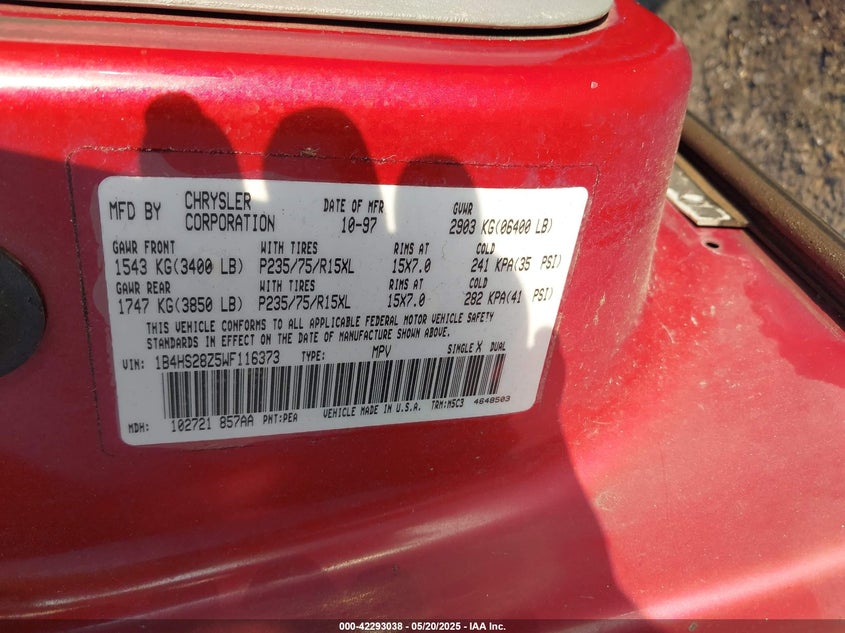 MFD BY CHRYSLER CORPORATION DATE OF MFR 10-97 GVWR 2903 KG(06400 LB)
GAWR FRONT WITH TIRES RIMS AT COLD
1543 KG(3400 LB) P235/75/R15XL 15X7.0 241 KPA(35 PSI)
GAWR REAR WITH TIRES RIMS AT COLD
1747 KG(3850 LB) P235/75/R15XL 15X7.0 282 KPA(41 PSI)
THIS VEHICLE CONFORMS TO ALL APPLICABLE FEDERAL MOTOR VEHICLE SAFETY
STANDARDS IN EFFECT ON THE DATE OF MANUFACTURE SHOWN ABOVE.
VIN: 1B4HS28Z5WF116373 TYPE: MPV SINGLE X DUAL
MDH: 102721 857AA PNT:PEA VEHICLE MADE IN U.S.A. TRM:M5C3 4648503
000-42293038 - 05/20/2025 - IAA Inc.